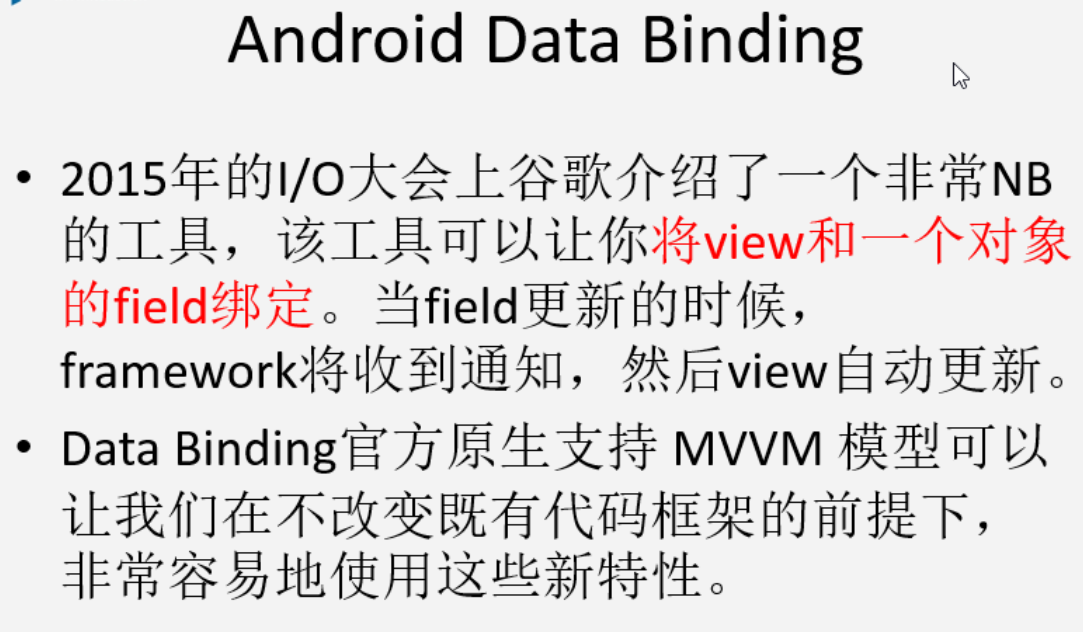 Android Data Binding
• 2015年的I/O大会上谷歌介绍了一个非常NB
的工具，该工具可以让你将view和一个对象
的field绑定。当field更新的时候，
framework将收到通知，然后view自动更新。
• Data Binding官方原生支持 MVVM 模型可以
让我们在不改变既有代码框架的前提下，
非常容易地使用这些新特性。